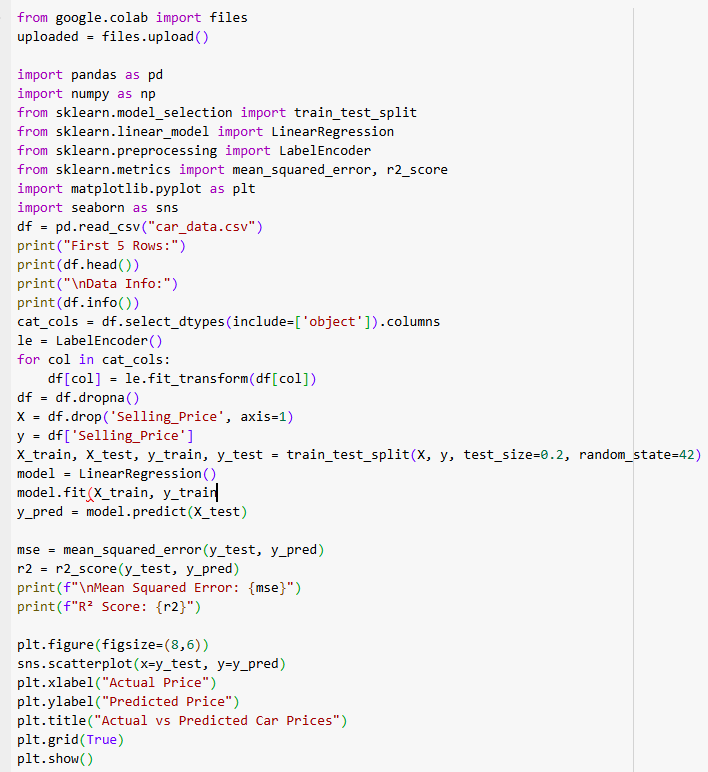 from google.colab import files
uploaded = files.upload()
import pandas as pd
import numpy as np
from sklearn.model_selection import train_test_split
from sklearn.linear_model import LinearRegression
from sklearn.preprocessing import LabelEncoder
from sklearn.metrics import mean_squared_error, r2_score
import matplotlib.pyplot as plt
import seaborn as sns
df = pd.read_csv("car_data.csv")
print("First 5 Rows:")
print(df.head())
print("\nData Info:")
print(df.info())
cat_cols = df.select_dtypes(include=['object']).columns
le = LabelEncoder()
for col in cat_cols:
    df[col] = le.fit_transform(df[col])
df = df.dropna()
X = df.drop('Selling_Price', axis=1)
y = df['Selling_Price']
X_train, X_test, y_train, y_test = train_test_split(X, y, test_size=0.2, random_state=42)
model = LinearRegression()
model.fit(X_train, y_train
y_pred = model.predict(X_test)
mse = mean_squared_error(y_test, y_pred)
r2 = r2_score(y_test, y_pred)
print(f"\nMean Squared Error: {mse}")
print(f"R² Score: {r2}")
plt.figure(figsize=(8,6))
sns.scatterplot(x=y_test, y=y_pred)
plt.xlabel("Actual Price")
plt.ylabel("Predicted Price")
plt.title("Actual vs Predicted Car Prices")
plt.grid(True)
plt.show()